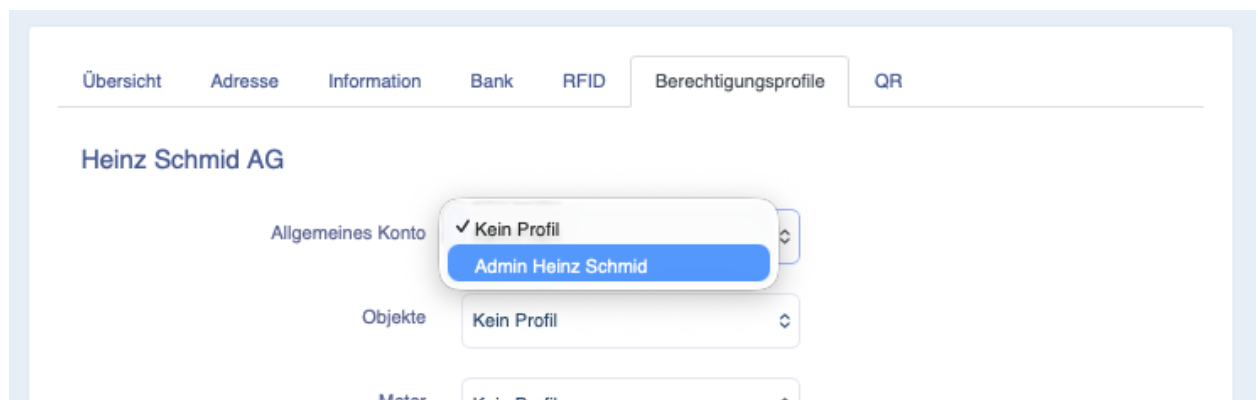 Übersicht Adresse Information Bank RFID Berechtigungsprofile QR
Heinz Schmid AG
Allgemeines Konto ✓ Kein Profil
Admin Heinz Schmid
Objekte Kein Profil